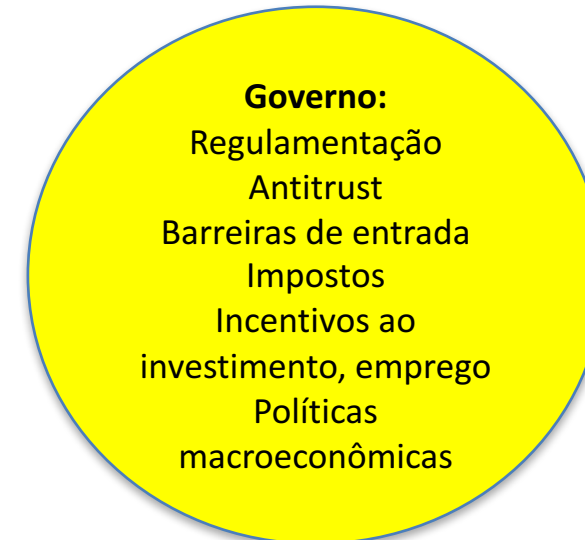 Governo:
Regulamentação
Antitrust
Barreiras de entrada
Impostos
Incentivos ao
investimento, emprego
Políticas
macroeconômicas